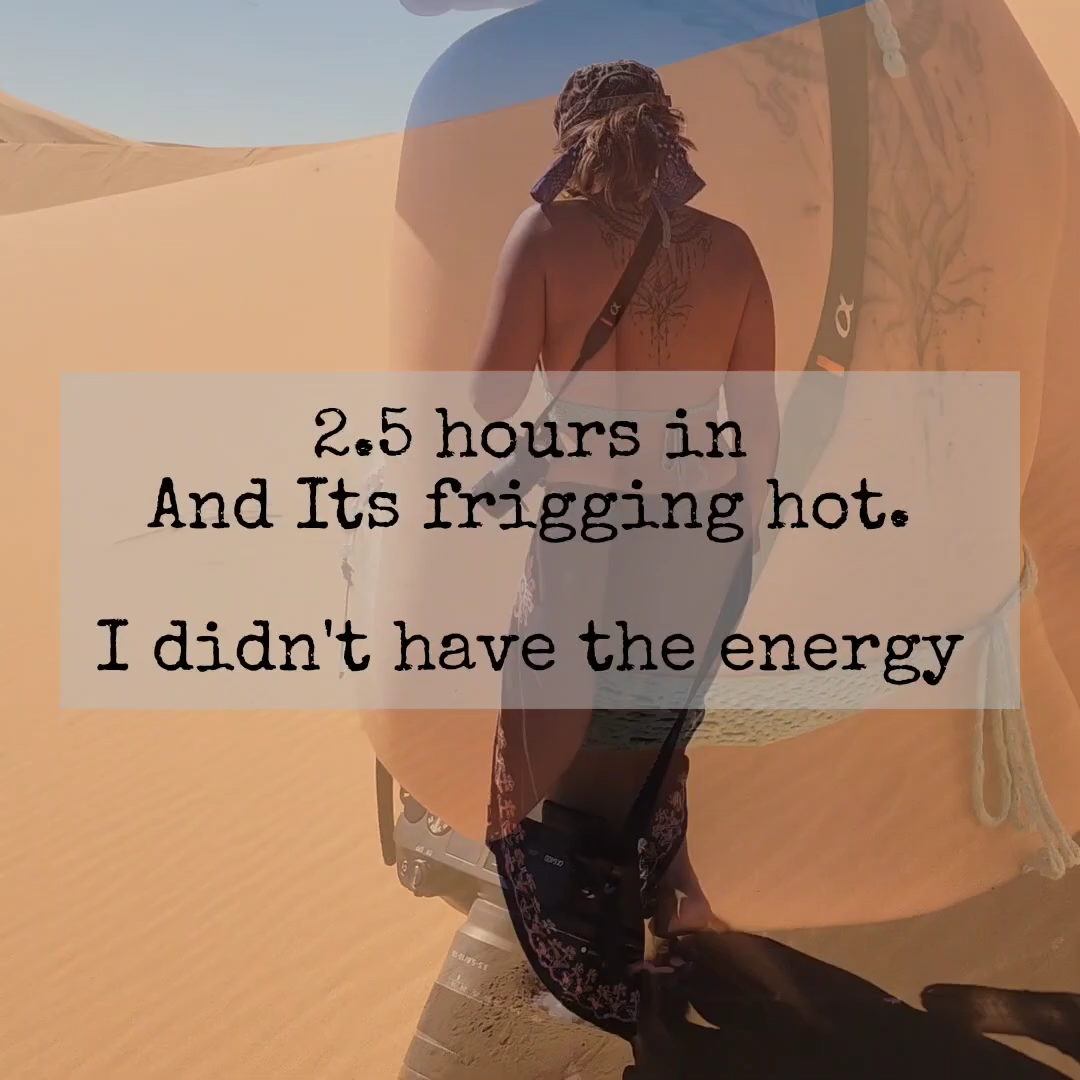 2.5 hours in
And Its frigging hot.
I didn't have the energy
α
α